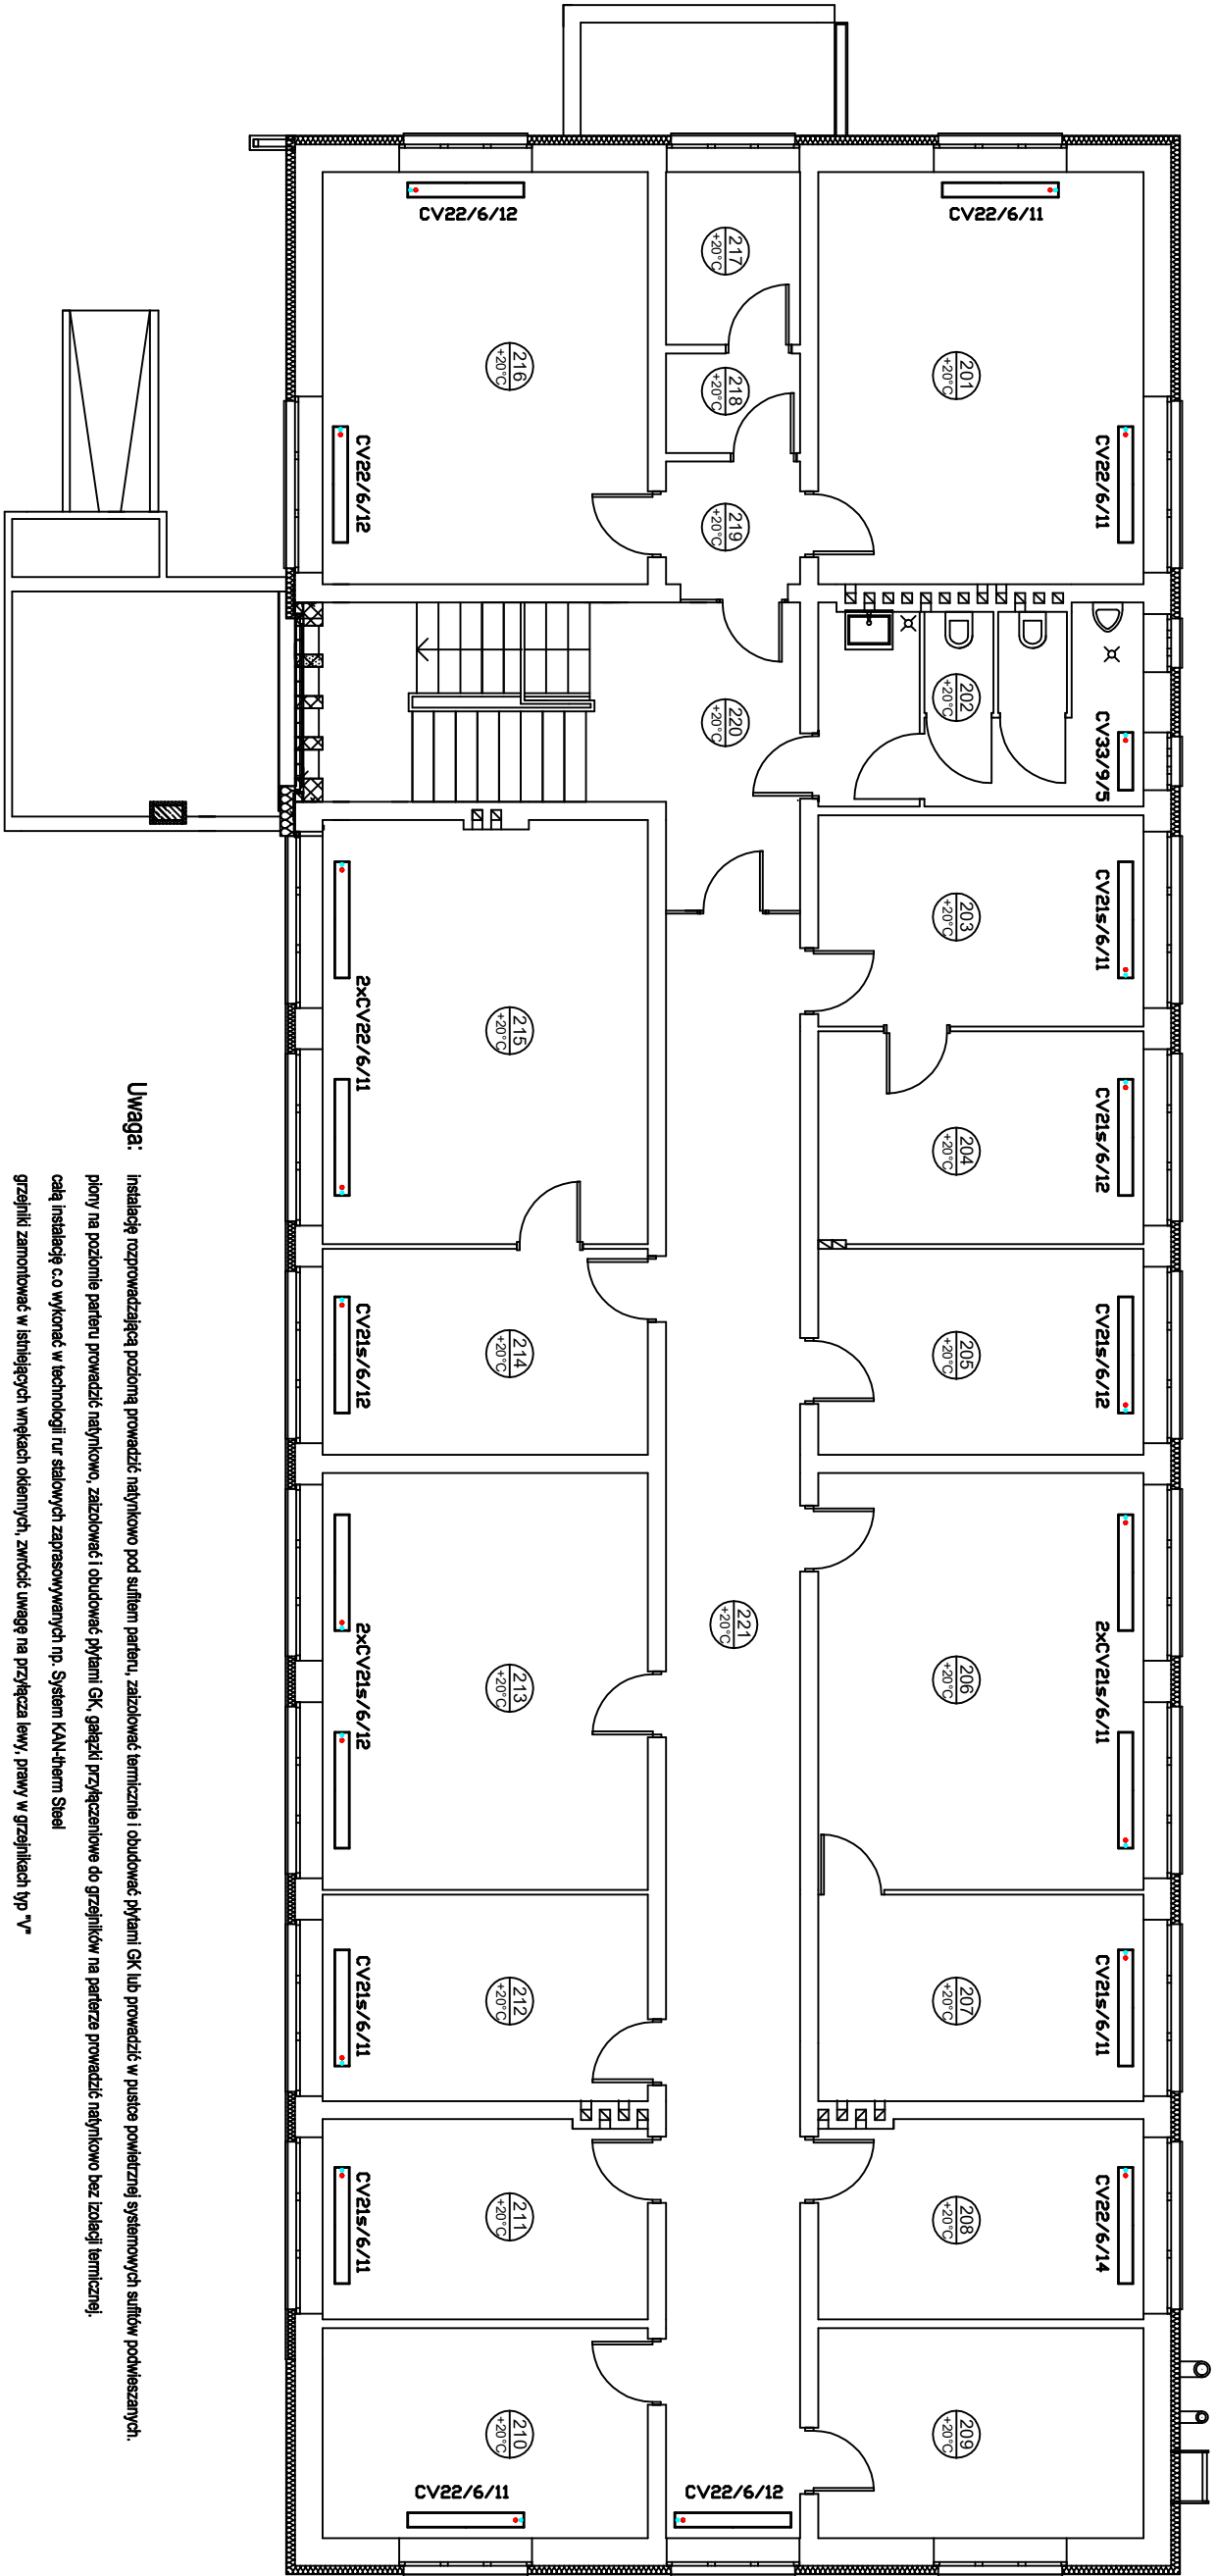 CV22/6/11
201
+20°C
CV22/6/11
202
+20°C
CV33/9/5
203
+20°C
CV21s/6/11
204
+20°C
CV21s/6/12
205
+20°C
CV21s/6/12
206
+20°C
2xCV21s/6/11
207
+20°C
CV21s/6/11
208
+20°C
CV22/6/14
209
+20°C
217
+20°C
218
+20°C
219
+20°C
220
+20°C
221
+20°C
CV22/6/12
CV22/6/12
216
+20°C
CV22/6/12
215
+20°C
2xCV22/6/11
214
+20°C
CV21s/6/12
213
+20°C
2xCV21s/6/12
212
+20°C
CV21s/6/11
211
+20°C
CV21s/6/11
210
+20°C
CV22/6/11
Uwaga: instalację rozprowadzającą poziomą prowadzić natynkowo pod sufitem parteru, zaizolować termicznie i obudować płytami GK lub prowadzić w pustce powietrznej systemowych sufitów podwieszanych.
piony na poziomie parteru prowadzić natynkowo, zaizolować i obudować płytami GK, gałązki przyłączeniowe do grzejników na parterze prowadzić natynkowo bez izolacji termicznej.
całą instalację c.o wykonać w technologii rur stalowych zaprasowywanych np. System KAN-therm Steel
grzejniki zamontować w istniejących wnękach okiennych, zwrócić uwagę na przyłącza lewy, prawy w grzejnikach typ "V"